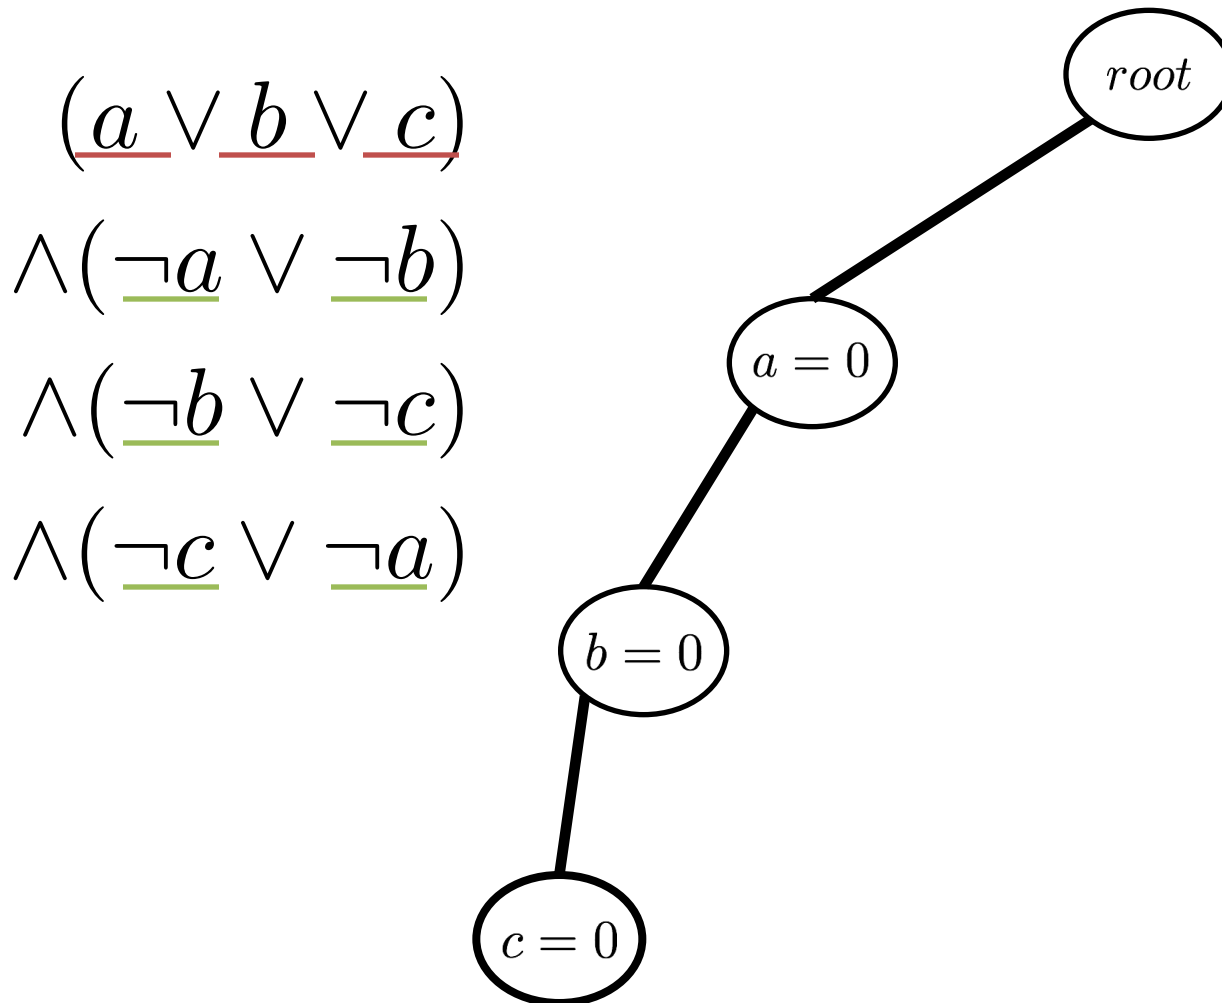 (a ∨ b ∨ c)
∧(¬a ∨ ¬b)
∧(¬b ∨ ¬c)
∧(¬c ∨ ¬a)
root
a = 0
b = 0
c = 0